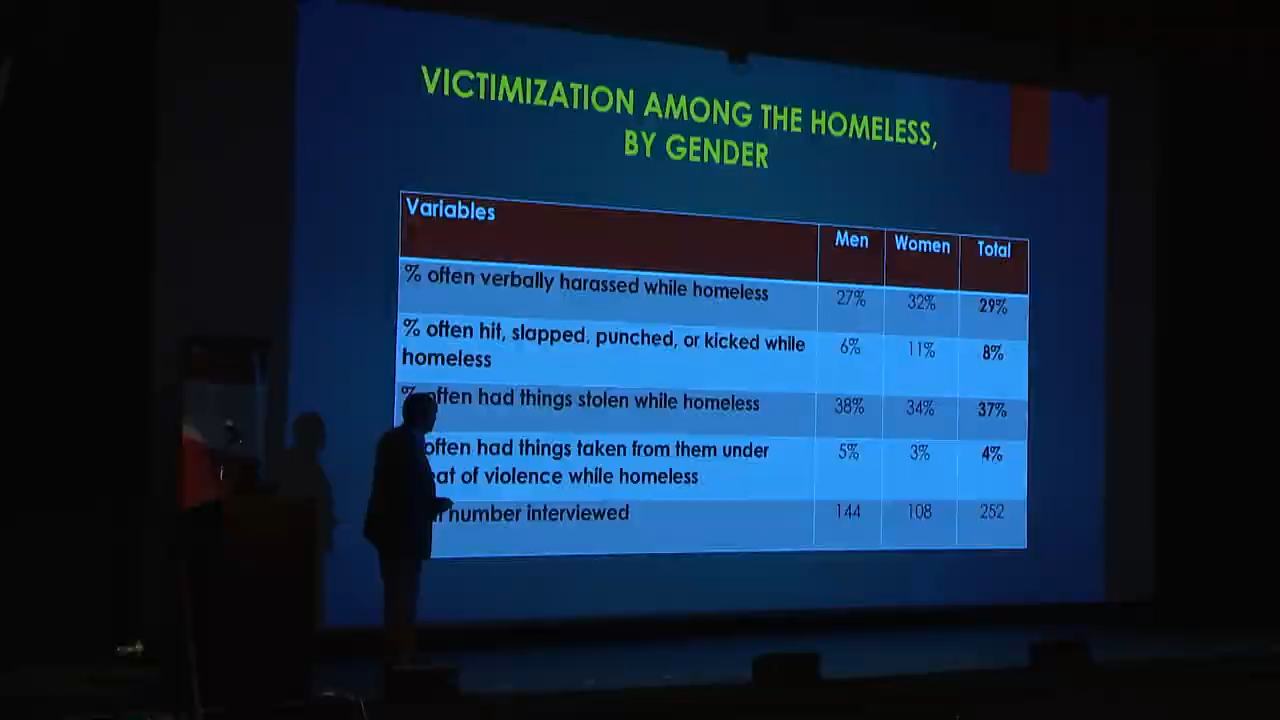 VICTIMIZATION AMONG THE HOMELESS,
BY GENDER
Variables Men Women Total
% often verbally harassed while homeless 27% 32% 29%
% often hit, slapped, punched, or kicked while
homeless 6% 11% 8%
% often had things stolen while homeless 38% 34% 37%
often had things taken from them under
of violence while homeless 5% 3% 4%
number interviewed 144 108 252